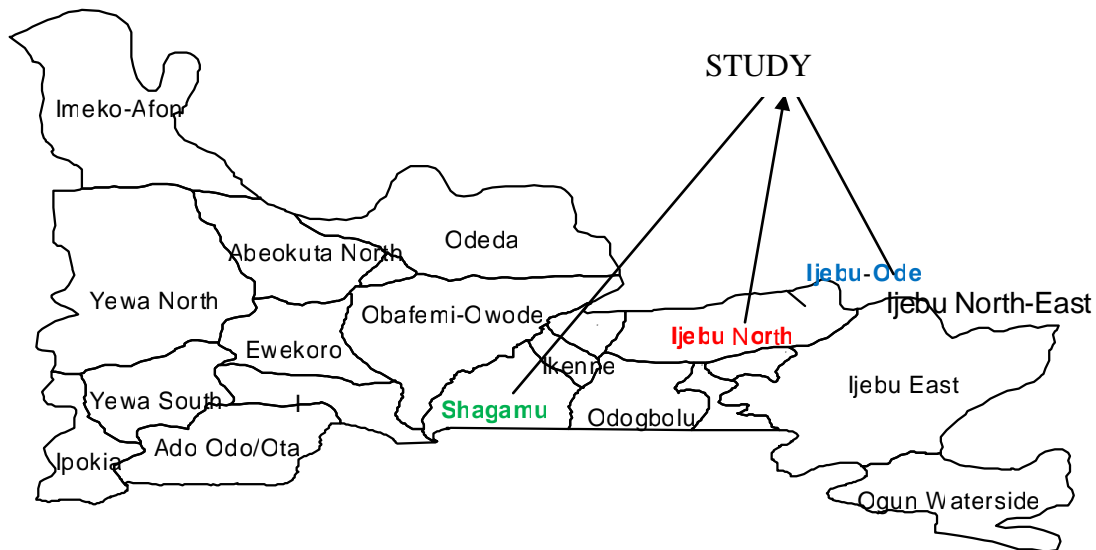 STUDY
Imeko-Afon
Abeokuta North
Odeda
Ijebu-Ode
Yewa North
Ijebu North-East
Obafemi-Owode
Ijebu North
Ewekoro
Ikenne
Ijebu East
Yewa South
I
Shagamu
Odogbolu
Ado Odo/Ota
Ipokia
Ogun Waterside